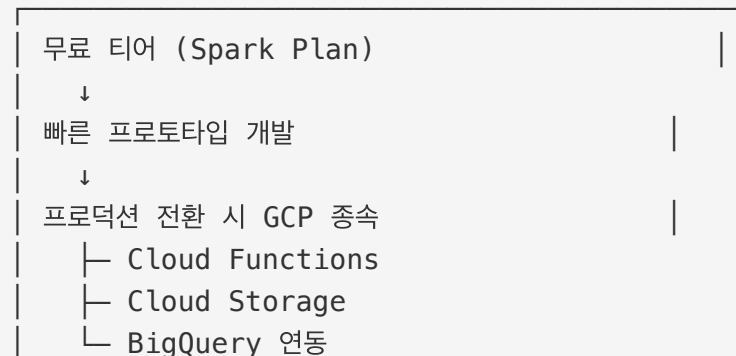 무료 티어 (Spark Plan)
↓
빠른 프로토타입 개발
↓
프로덕션 전환 시 GCP 종속
├─ Cloud Functions
├─ Cloud Storage
└─ BigQuery 연동